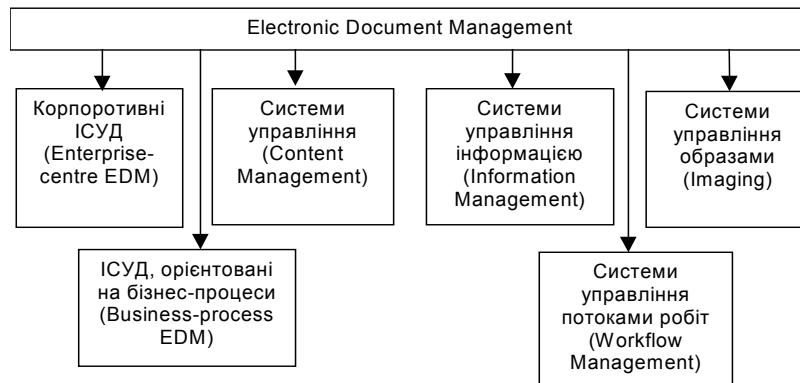 Electronic Document Management
Корпоротивні
ІСУД
(Enterprise-
centre EDM)
Системи
управління
(Content
Management)
Системи
управління
інформацією
(Information
Management)
Системи
управління
образами
(Imaging)
ІСУД, орієнтовані
на бізнес-процеси
(Business-process
EDM)
Системи
управління
потоками робіт
(Workflow
Management)